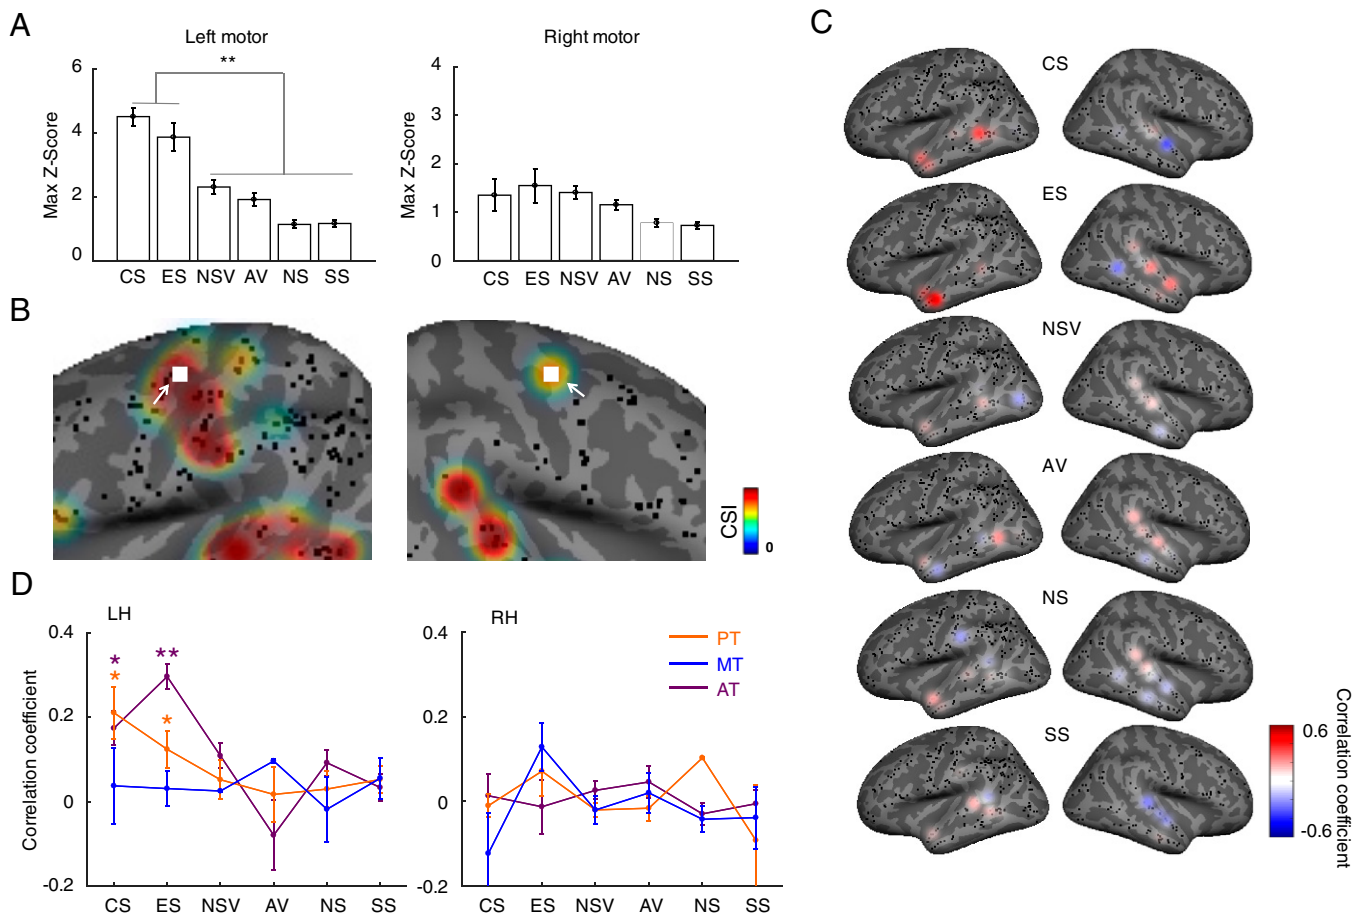 A
Left motor
Right motor
**
Max Z-Score
6
4
2
0
CS ES NSV AV NS SS
Max Z-Score
4
3
2
1
0
CS ES NSV AV NS SS
B
CSI
0
C
CS
ES
NSV
AV
NS
SS
0.6
-0.6
Correlation coefficient
D
LH
Correlation coefficient
0.4
0.2
0
-0.2
*
*
**
*
CS ES NSV AV NS SS
RH
PT
MT
AT
0.4
0.2
0
-0.2
CS ES NSV AV NS SS